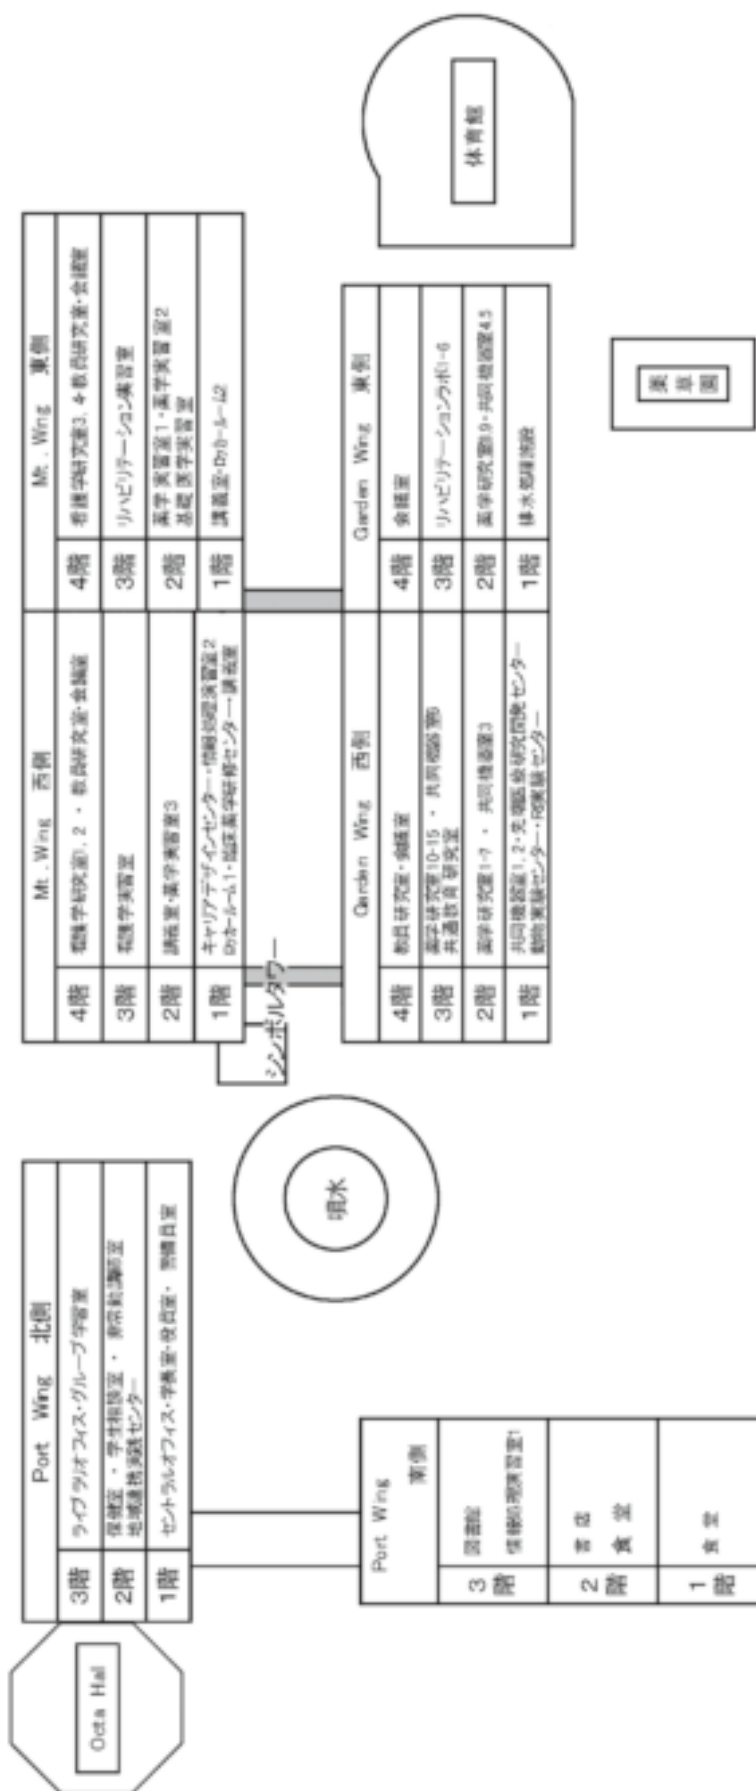 Octa Hal
Port Wing 北側
3階 ライブラリオフィス・グループ学習室
2階 保健室 ・ 学生相談室 ・ 非常勤講師室
地域連携実践センター
1階 セントラルオフィス・学長室・役員室・ 警備員室
Port Wing
南側
3階 図書館
情報処理演習室1
2階 書店
食堂
1階 食堂
噴水
シンボルタワー
Mt. Wing 西側
4階 看護学研究室1, 2 ・ 教員研究室・会議室
3階 看護学実習室
2階 講義室・薬学実習室3
1階 キャリアデザインセンター・情報処理演習室2
ロッカールーム1・臨床薬学研修センター・講義室
Mt. Wing 東側
4階 看護学研究室3, 4・教員研究室・会議室
3階 リハビリテーション実習室
2階 薬学実習室1・薬学実習室2
基礎医学実習室
1階 講義室・ロッカールーム2
Garden Wing 西側
4階 教員研究室・会議室
3階 薬学研究室10-15 ・ 共同機器室6
共通教育研究室
2階 薬学研究室1-7 ・ 共同機器室3
1階 共同機器室1, 2・先端医療研究開発センター
動物実験センター・RI実験センター
Garden Wing 東側
4階 会議室
3階 リハビリテーションラボ1-6
2階 薬学研究室8,9・共同機器室4,5
1階 排水処理施設
体育館
薬草園